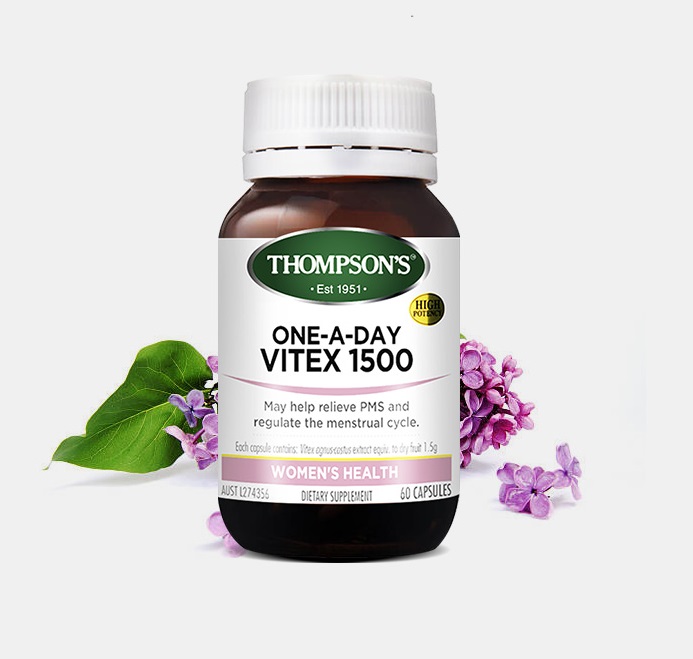 THOMPSON'S™
• Est 1951 •
HIGH
POTENCY
ONE-A-DAY
VITEX 1500
May help relieve PMS and
regulate the menstrual cycle.
Each capsule contains: Vitex agnus-castus extract equiv. to dry fruit 1.5g
WOMEN'S HEALTH
AUST L274356 DIETARY SUPPLEMENT 60 CAPSULES